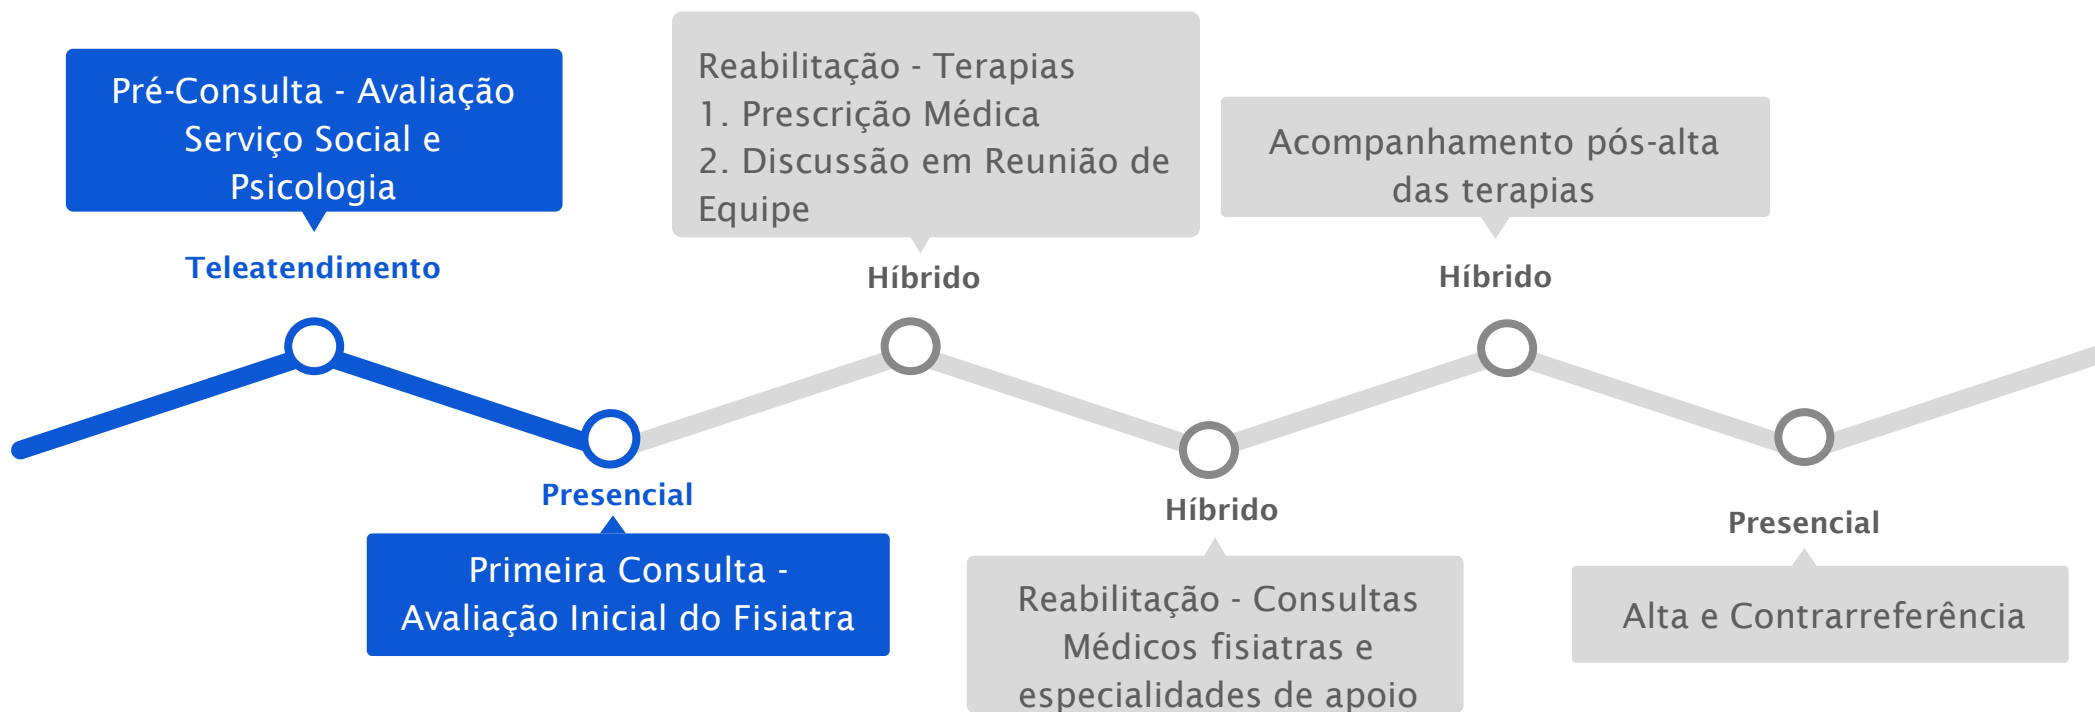 Pré-Consulta - Avaliação
Serviço Social e
Psicologia
Teleatendimento
Presencial
Primeira Consulta -
Avaliação Inicial do Fisiatra
Reabilitação - Terapias
1. Prescrição Médica
2. Discussão em Reunião de
Equipe
Híbrido
Híbrido
Reabilitação - Consultas
Médicos fisiatras e
especialidades de apoio
Acompanhamento pós-alta
das terapias
Híbrido
Presencial
Alta e Contrarreferência